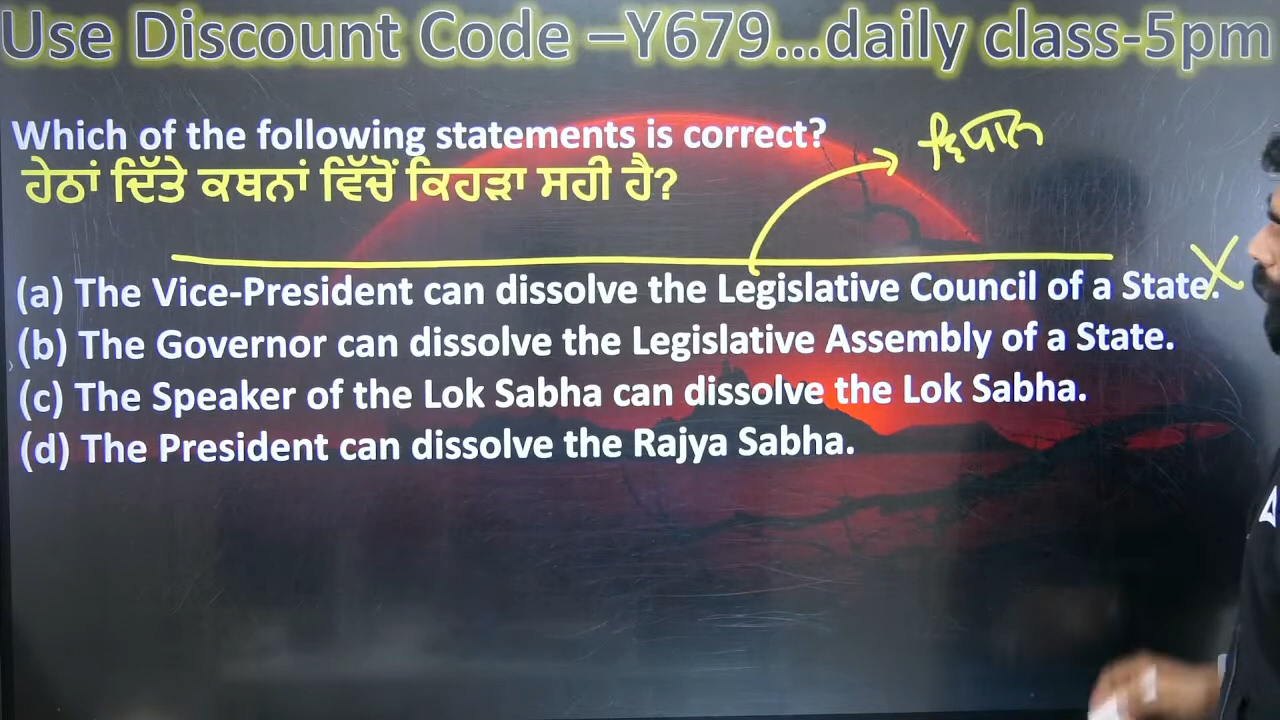 Use Discount Code –Y679...daily class-5pm
Which of the following statements is correct?
ਵਿਧਾਨ
ਹੇਠਾਂ ਦਿੱਤੇ ਕਥਨਾਂ ਵਿੱਚੋਂ ਕਿਹੜਾ ਸਹੀ ਹੈ?
(a) The Vice-President can dissolve the Legislative Council of a State.
(b) The Governor can dissolve the Legislative Assembly of a State.
(c) The Speaker of the Lok Sabha can dissolve the Lok Sabha.
(d) The President can dissolve the Rajya Sabha.